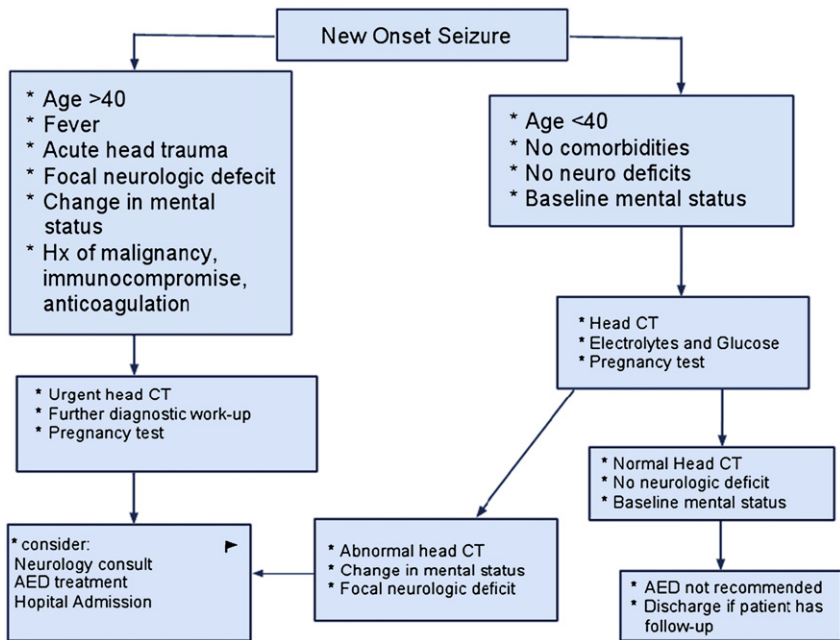 New Onset Seizure
* Age >40
* Fever
* Acute head trauma
* Focal neurologic defecit
* Change in mental
status
* Hx of malignancy,
immunocompromise,
anticoagulation
* Age <40
* No comorbidities
* No neuro deficits
* Baseline mental status
* Head CT
* Electrolytes and Glucose
* Pregnancy test
* Urgent head CT
* Further diagnostic work-up
* Pregnancy test
* Normal Head CT
* No neurologic deficit
* Baseline mental status
* consider:
Neurology consult
AED treatment
Hopital Admission
* Abnormal head CT
* Change in mental status
* Focal neurologic deficit
* AED not recommended
* Discharge if patient has
follow-up